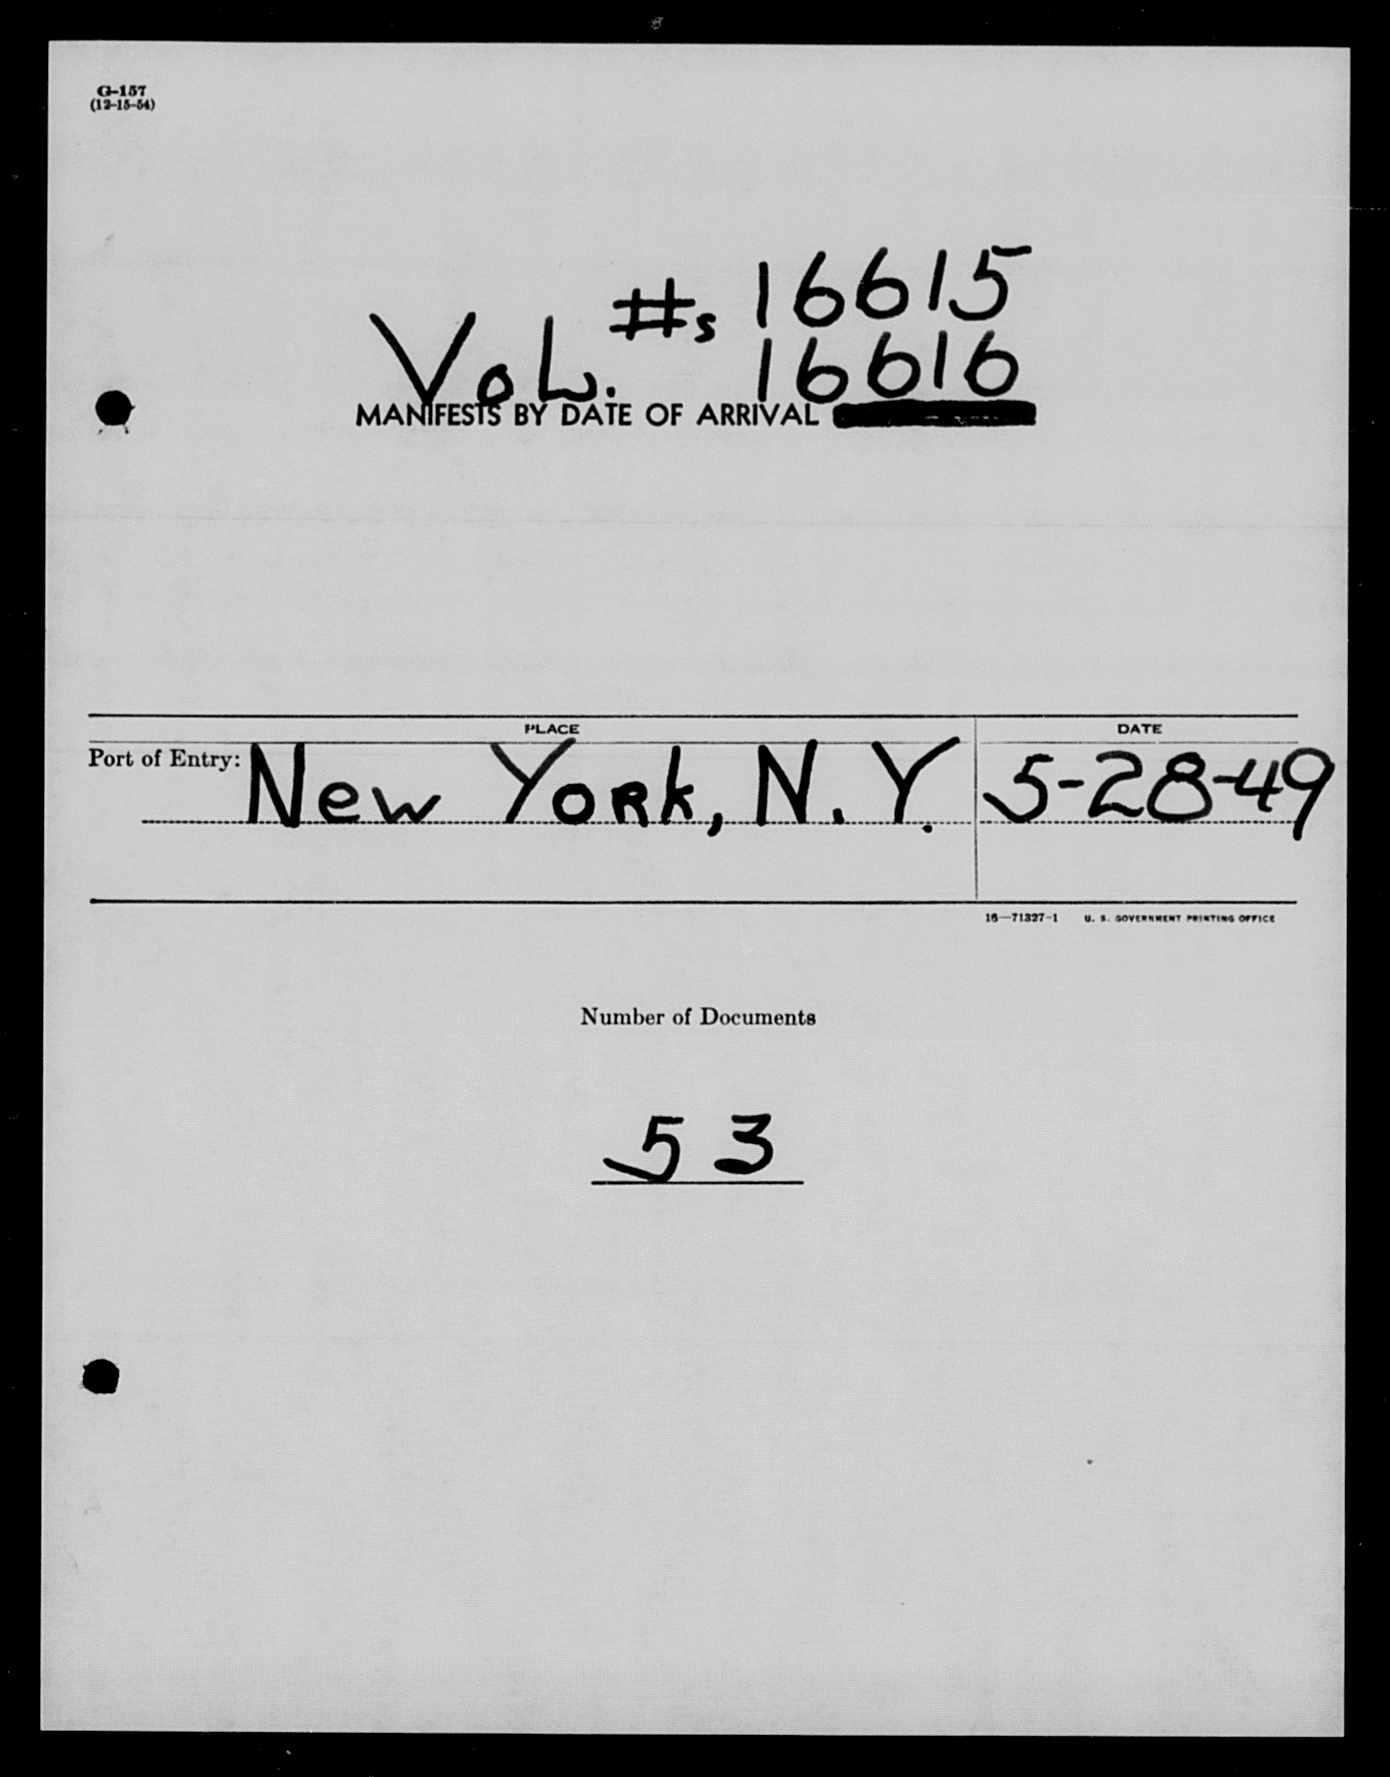 G-157
(12-15-54)
Vol. #s 16615
16616
MANIFESTS BY DATE OF ARRIVAL
PLACE DATE
Port of Entry: New York, N.Y. 5-28-49
16—71327-1 U. S. GOVERNMENT PRINTING OFFICE
Number of Documents
53